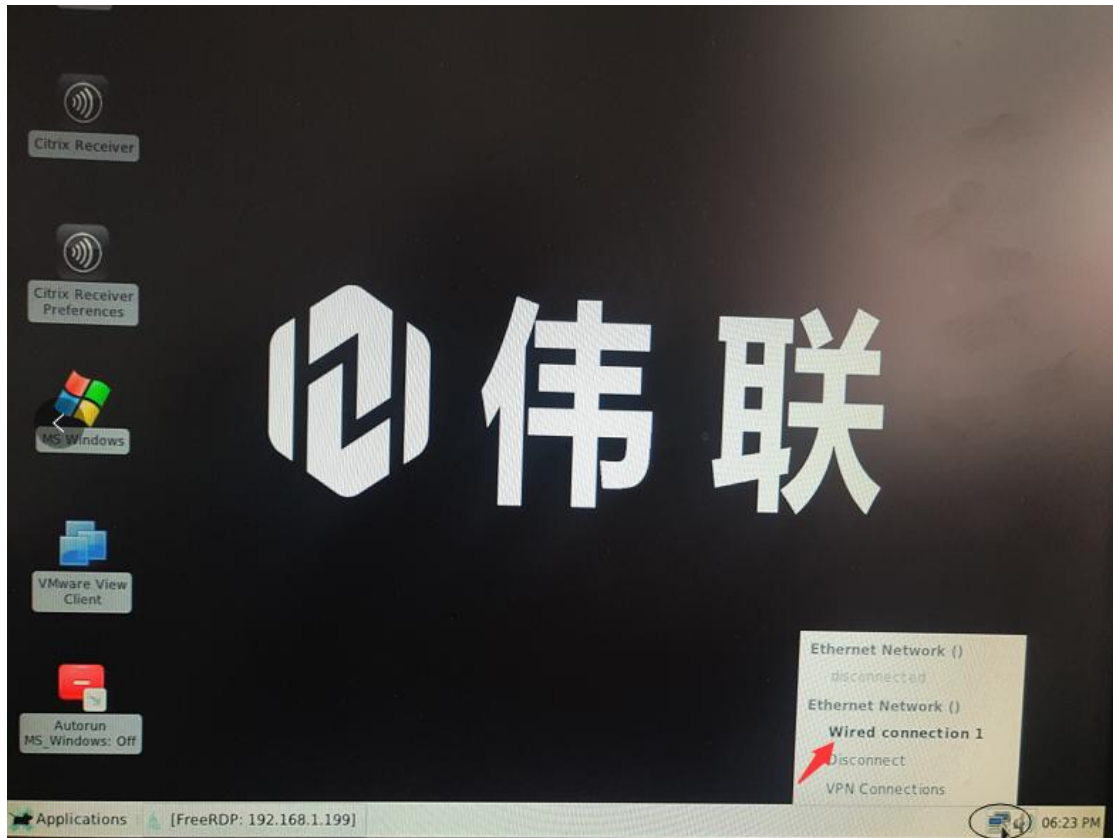 Citrix Receiver
Citrix Receiver
Preferences
MS Windows
VMware View
Client
Autorun
MS_Windows: Off
伟联
Ethernet Network ()
disconnected
Ethernet Network ()
Wired connection 1
Disconnect
VPN Connections
Applications
[FreeRDP: 192.168.1.199]
06:23 PM